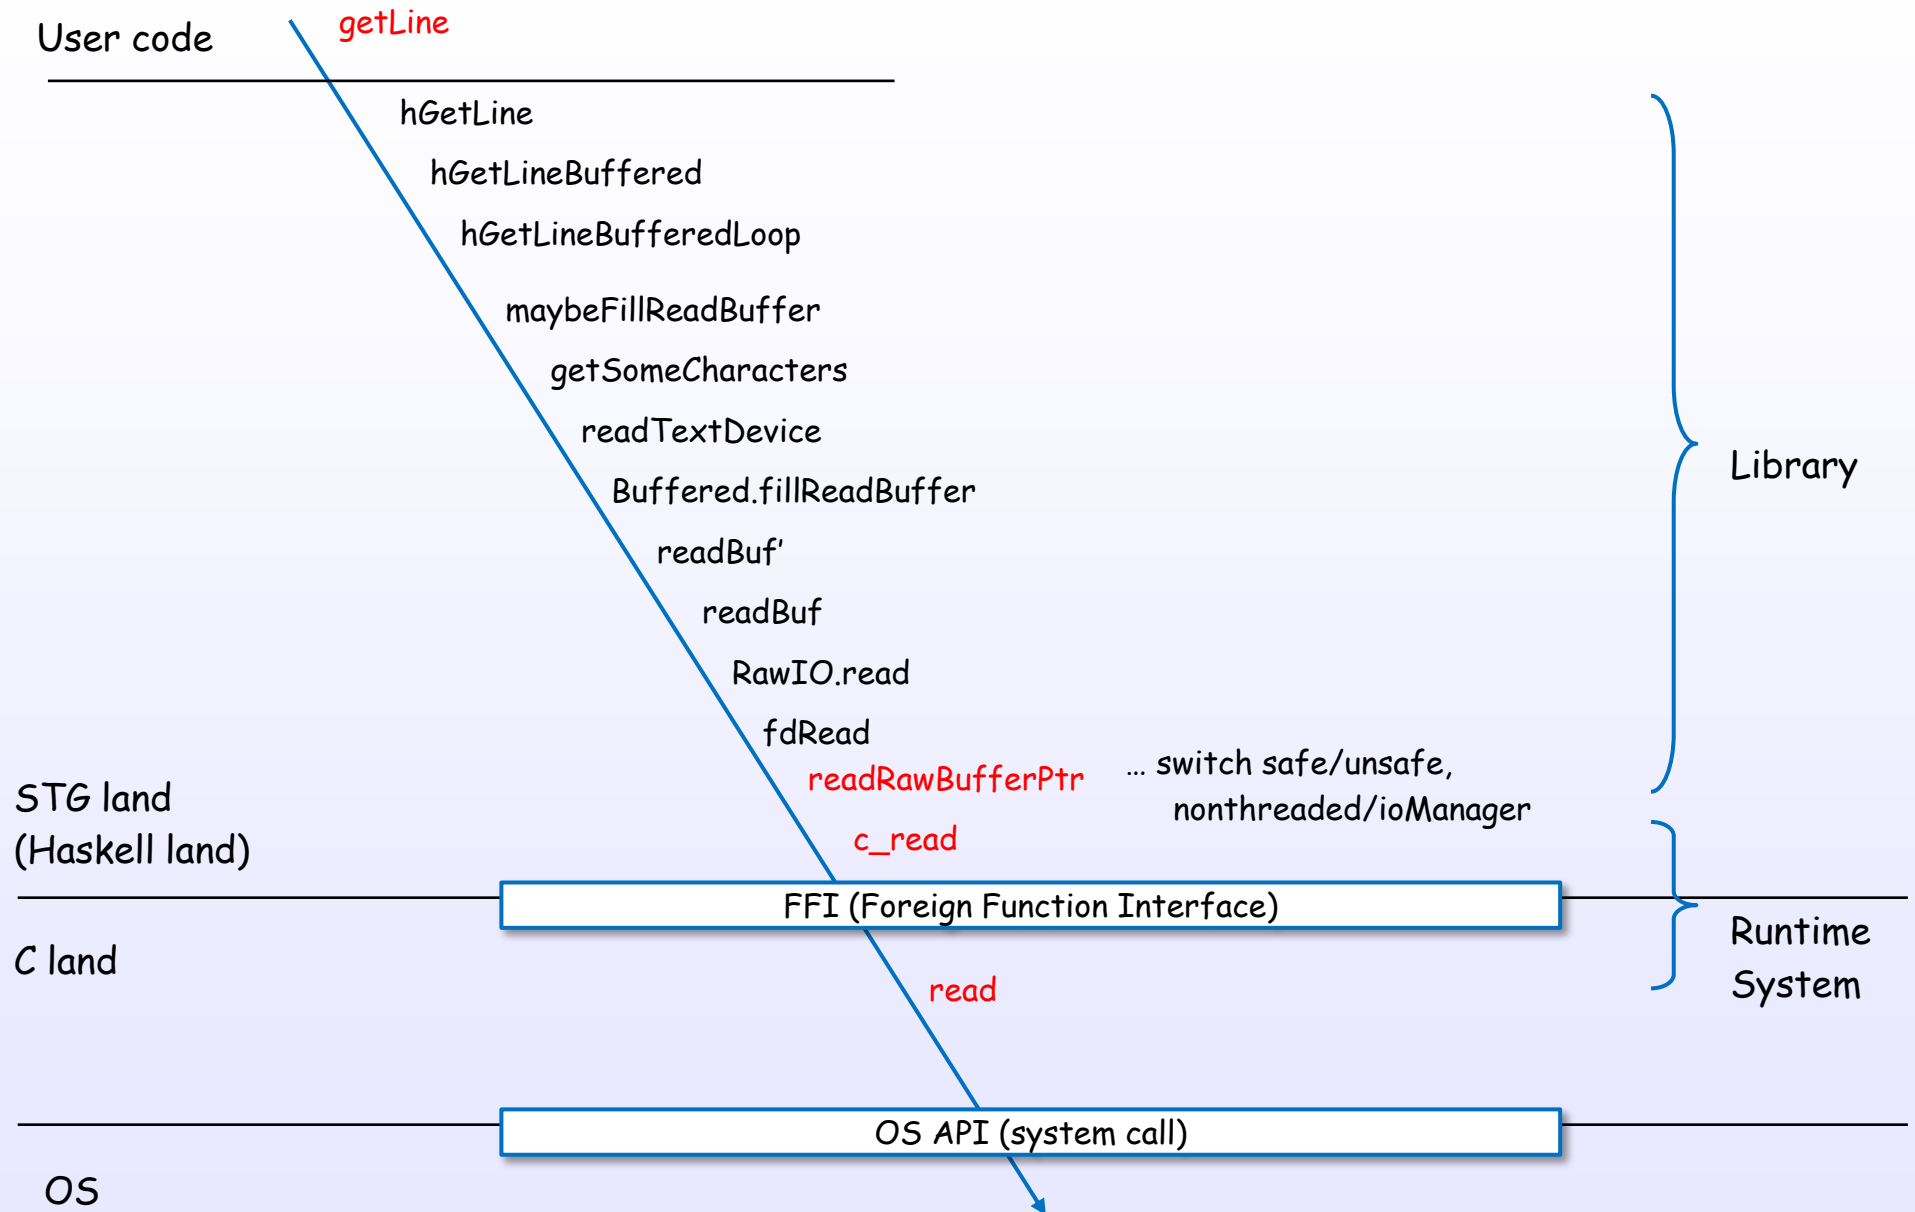 User code
getLine
hGetLine
hGetLineBuffered
hGetLineBufferedLoop
maybeFillReadBuffer
getSomeCharacters
readTextDevice
Library
Buffered.fillReadBuffer
readBuf’
readBuf
RawIO.read
fdRead
readRawBufferPtr
... switch safe/unsafe,
nonthreaded/ioManager
STG land
(Haskell land)
c_read
FFI (Foreign Function Interface)
C land
Runtime
System
read
OS API (system call)
OS